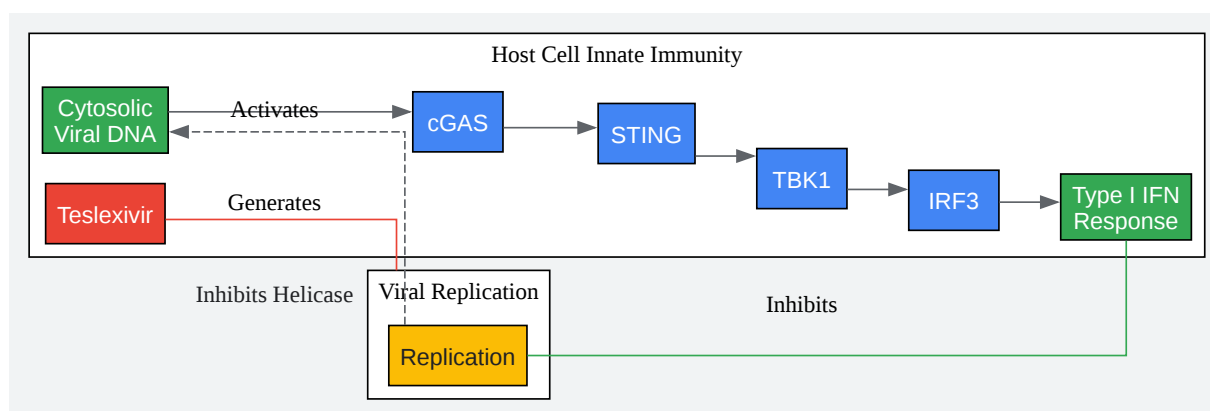 Host Cell Innate Immunity
Cytosolic
Viral DNA
Activates
cGAS
STING
TBK1
IRF3
Type I IFN
Response
Teslexivir
Generates
Inhibits Helicase
Viral Replication
Inhibits
Replication